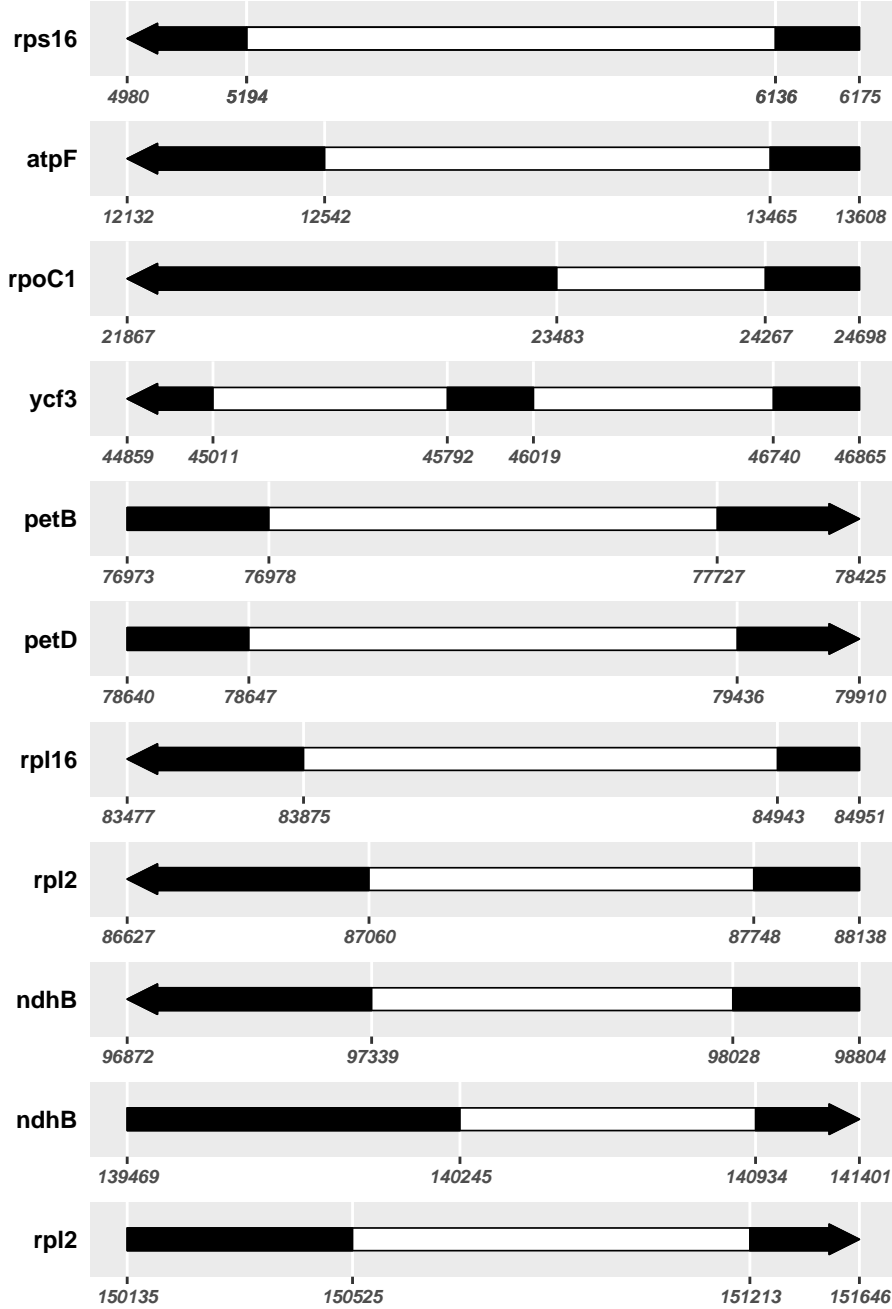 rps16
4980 5194 6136 6175
atpF
12132 12542 13465 13608
rpoC1
21867 23483 24267 24698
ycf3
44859 45011 45792 46019 46740 46865
petB
76973 76978 77727 78425
petD
78640 78647 79436 79910
rpl16
83477 83875 84943 84951
rpl2
86627 87060 87748 88138
ndhB
96872 97339 98028 98804
ndhB
139469 140245 140934 141401
rpl2
150135 150525 151213 151646